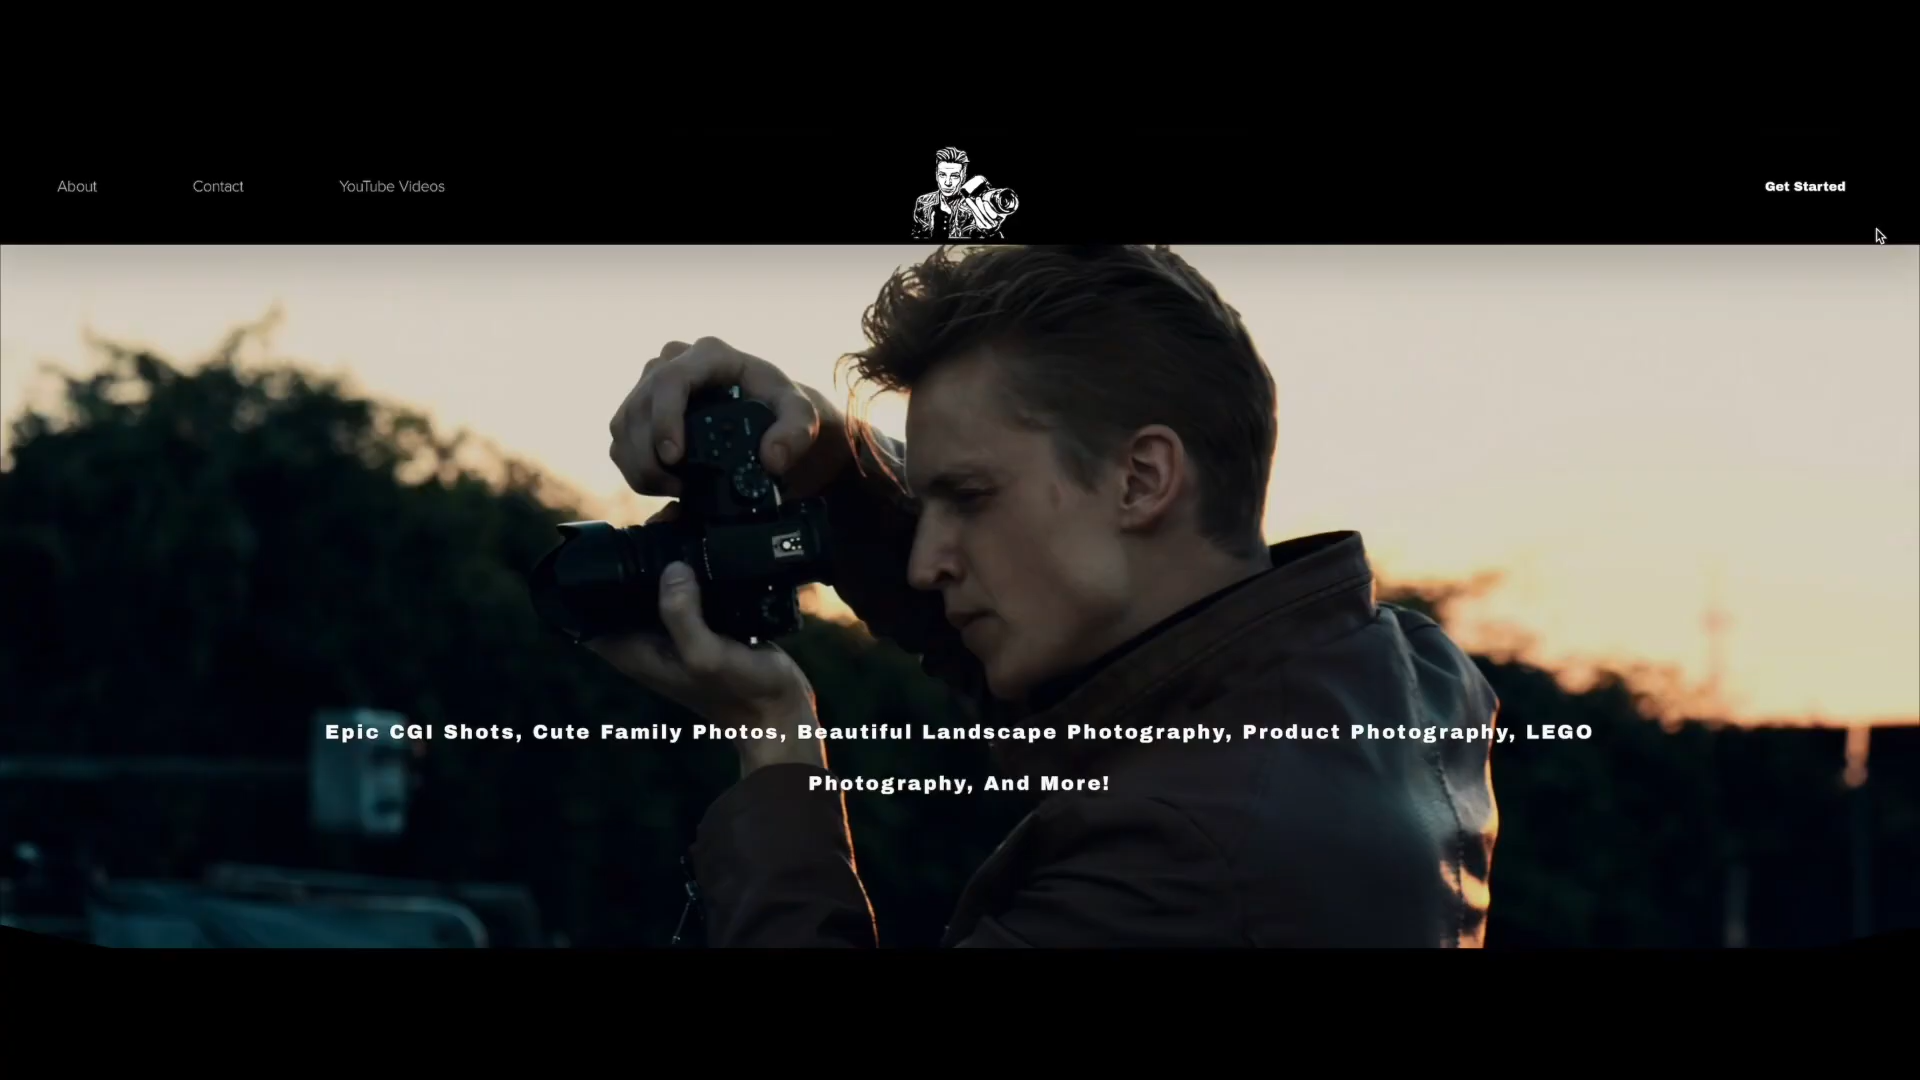 About
Contact
YouTube Videos
Get Started
Epic CGI Shots, Cute Family Photos, Beautiful Landscape Photography, Product Photography, LEGO
Photography, And More!